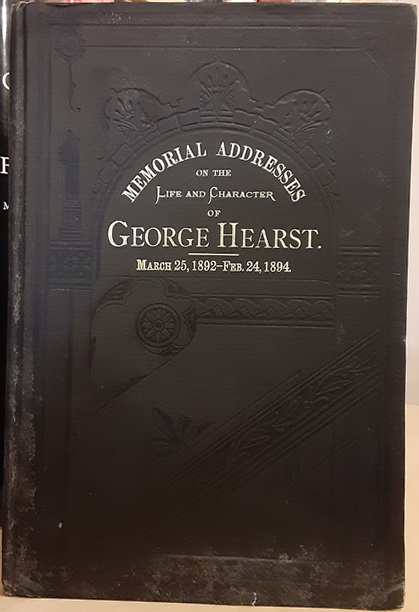 MEMORIAL ADDRESSES
ON THE
LIFE AND CHARACTER
OF
GEORGE HEARST.
MARCH 25, 1892–FEB. 24, 1894.